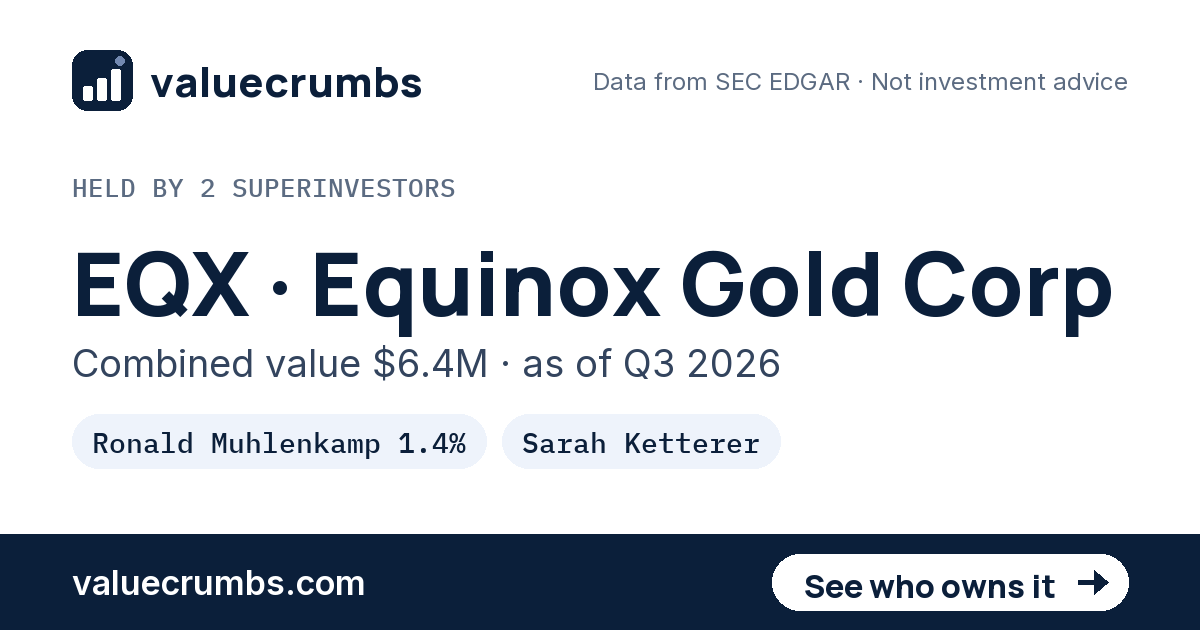 valuecrumbs
Data from SEC EDGAR · Not investment advice
HELD BY 2 SUPERINVESTORS
EQX · Equinox Gold Corp
Combined value $6.4M · as of Q3 2026
Ronald Muhlenkamp 1.4%
Sarah Ketterer
valuecrumbs.com
See who owns it →